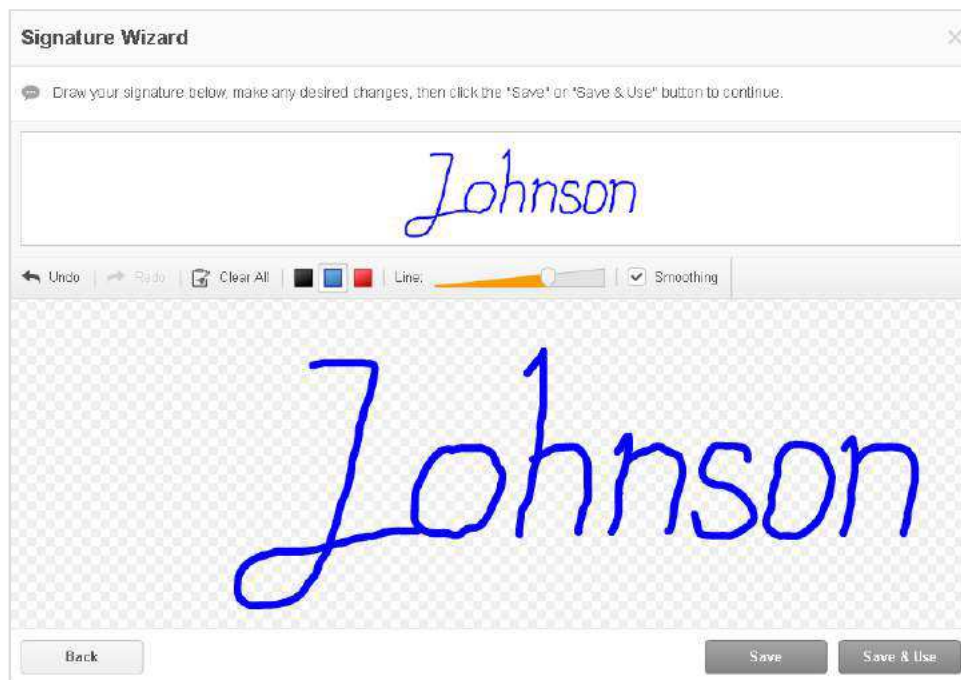 Signature Wizard
Draw your signature below, make any desired changes, then click the "Save" or "Save & Use" button to continue.
Johnson
Undo Redo Clear All Line: Smoothing
Johnson
Back Save Save & Use